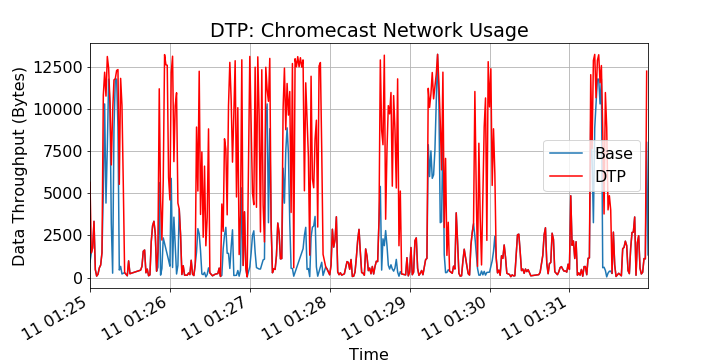 DTP: Chromecast Network Usage
Data Throughput (Bytes)
12500
10000
7500
5000
2500
0
Base
DTP
11 01:25
11 01:26
11 01:27
11 01:28
11 01:29
11 01:30
11 01:31
Time